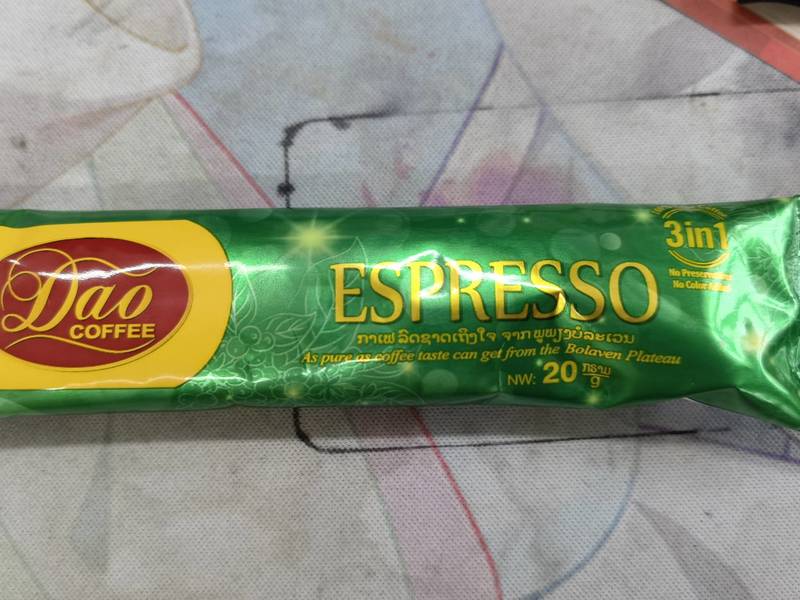 Dao
COFFEE
ESPRESSO
ກາເຟ ລົດຊາດເຖິງໃຈ ຈາກ ພູພຽງບໍລະເວນ
As pure as coffee taste can get from the Bolaven Plateau
NW: 20 ກຣາມ
g
3in1
No Preservative
No Color